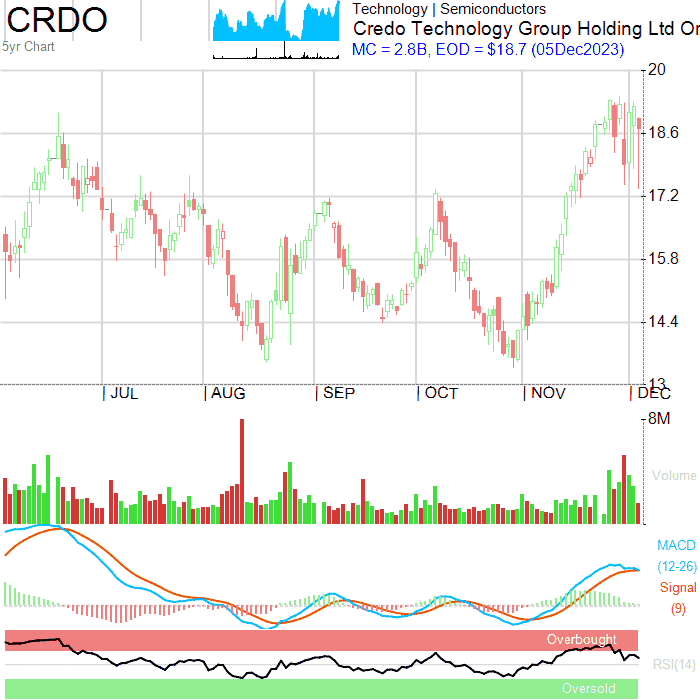 CRDO
5yr Chart
Technology | Semiconductors
Credo Technology Group Holding Ltd Or
MC = 2.8B, EOD = $18.7 (05Dec2023)
20
18.6
17.2
15.8
14.4
13
JUL AUG SEP OCT NOV DEC
8M
Volume
MACD
(12-26)
Signal
(9)
Overbought
RSI(14)
Oversold